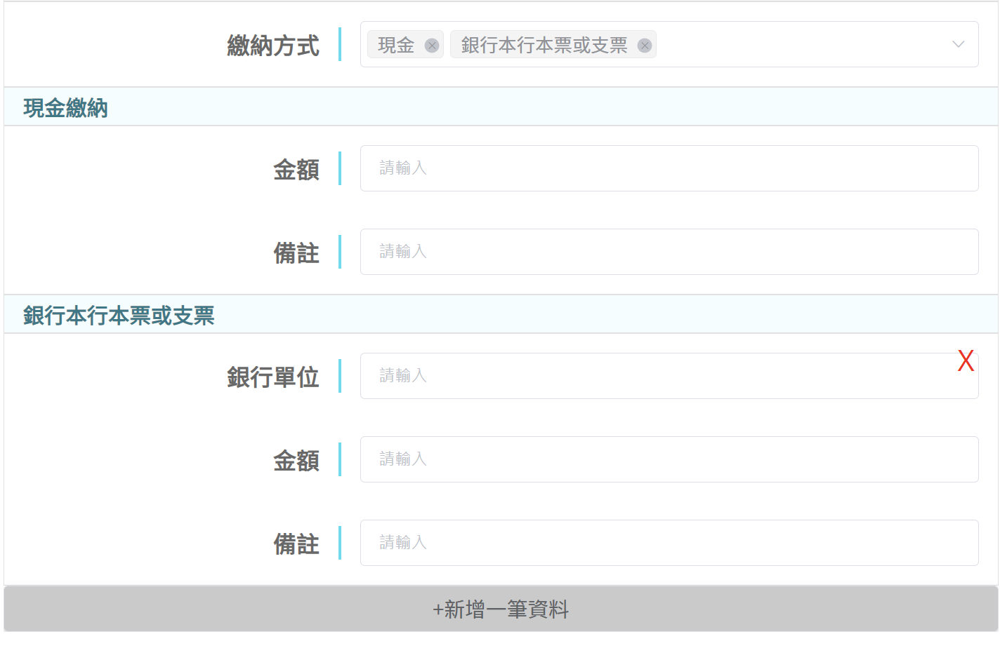 繳納方式 現金 銀行本行本票或支票
現金繳納
金額 請輸入
備註 請輸入
銀行本行本票或支票
銀行單位 請輸入 X
金額 請輸入
備註 請輸入
+新增一筆資料